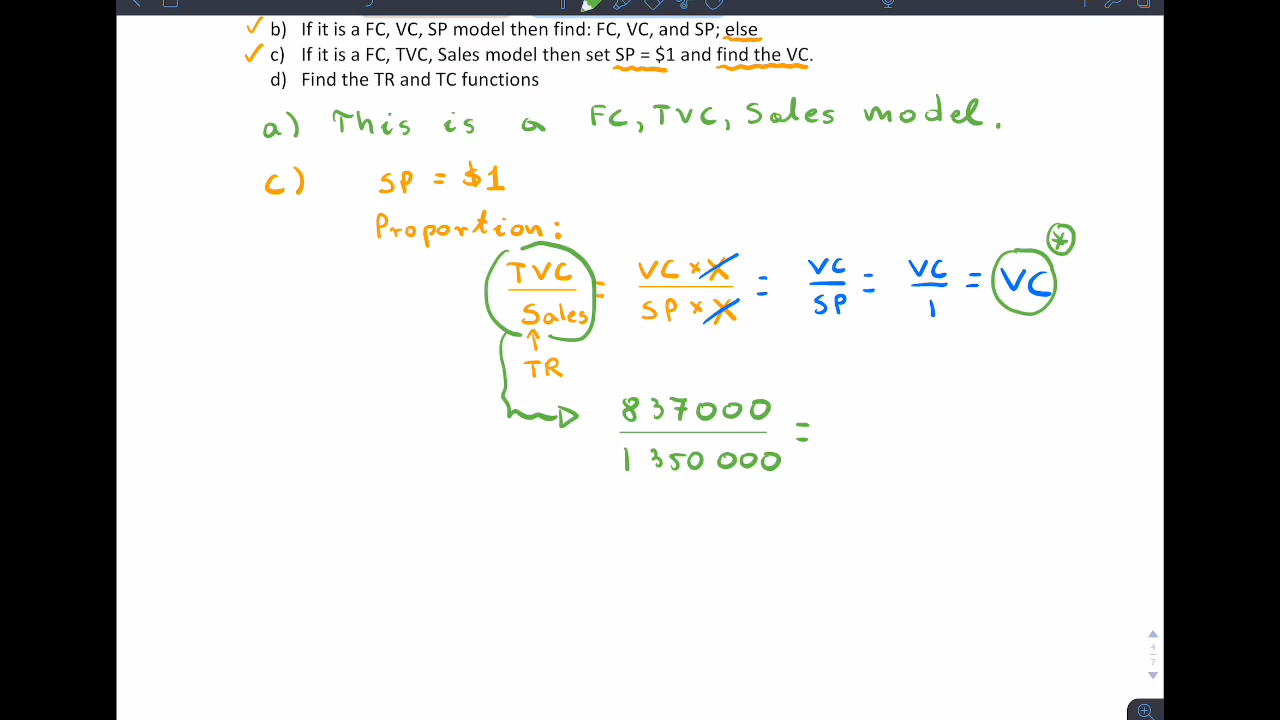 ✓ b) If it is a FC, VC, SP model then find: FC, VC, and SP; else
✓ c) If it is a FC, TVC, Sales model then set SP = $1 and find the VC.
d) Find the TR and TC functions
a) This is a FC, TVC, Sales model.
c) SP = $1
Proportion:
TVC / Sales = VC × X / SP × X = VC / SP = VC / 1 = VC *
↑
TR
837000 / 1 350 000 =
4
7